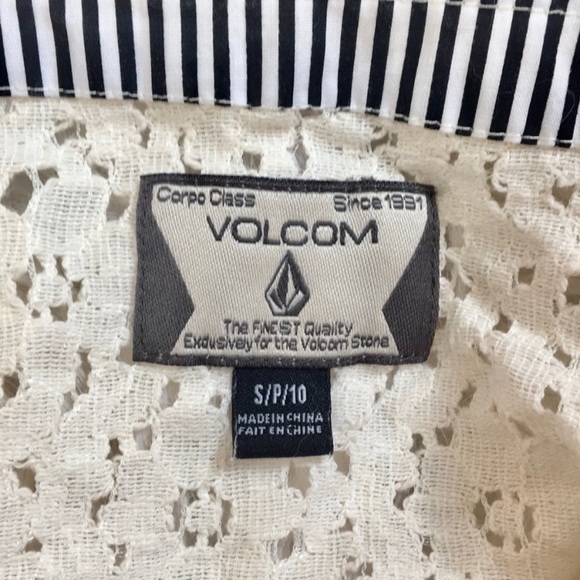 Corpo Class Since 1991
VOLCOM
The FINEST Quality
Exclusively for the Volcom Stone
S/P/10
MADE IN CHINA
FAIT EN CHINE